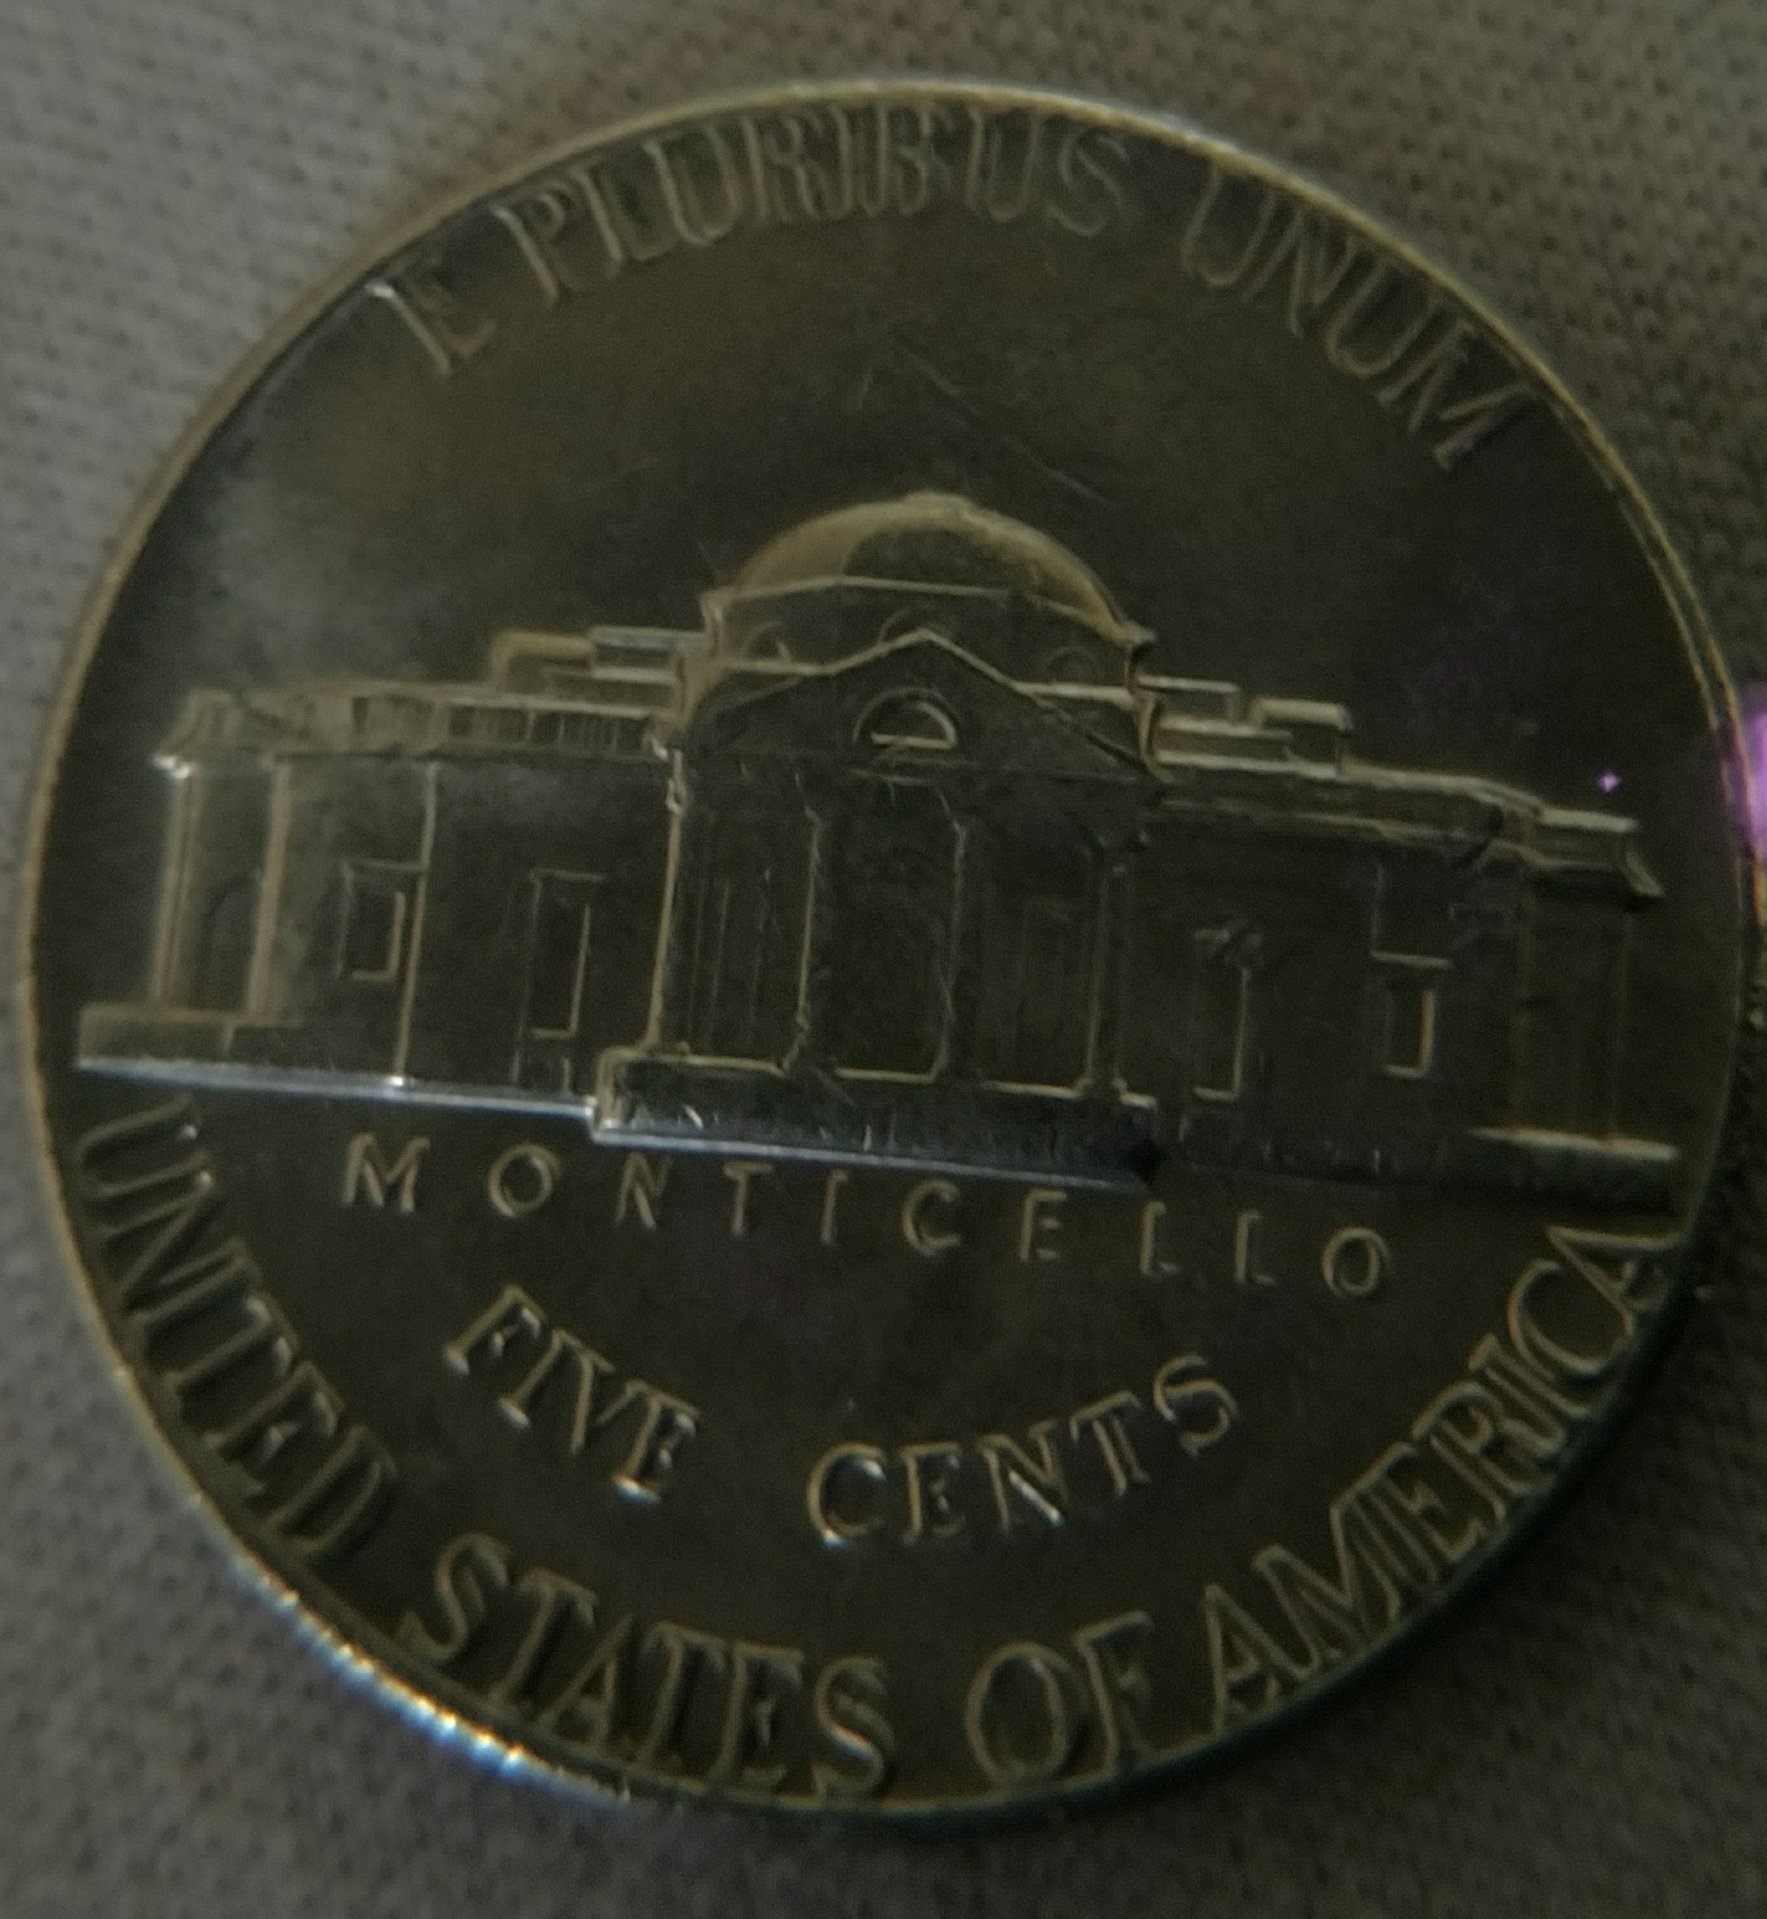 E PLURIBUS UNUM
MONTICELLO
FIVE CENTS
UNITED STATES OF AMERICA